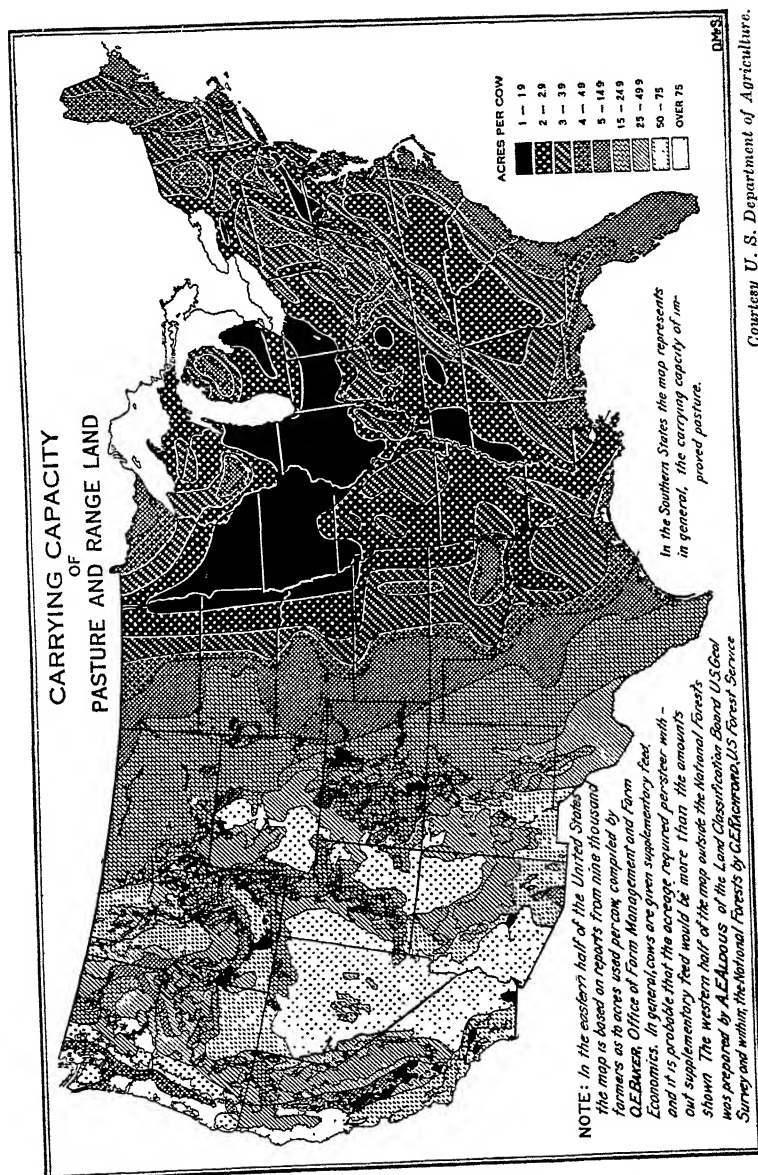 CARRYING CAPACITY
OF
PASTURE AND RANGE LAND
ACRES PER COW
1 – 1 9
2 – 2.9
3 – 3 9
4 – 4 9
5 – 14 9
15 – 24 9
25 – 49 9
50 – 75
OVER 75
In the Southern States the map represents
in general, the carrying capacity of im-
proved pasture.
NOTE: In the eastern half of the United States
the map is based on reports from nine thousand
farmers as to acres used per cow, compiled by
O.E. BAKER, Office of Farm Management and Farm
Economics. In general, cows are given supplementary feed,
and it is probable that the acreage required per steer with–
out supplementary feed would be more than the amounts
shown The western half of the map outside the National Forests
was prepared by A.E. ALDOUS of the Land Classification Board U.S. Geol
Survey and within the National Forests by C.E. RACHFORD, U.S Forest Service
Courtesy U. S. Department of Agriculture.